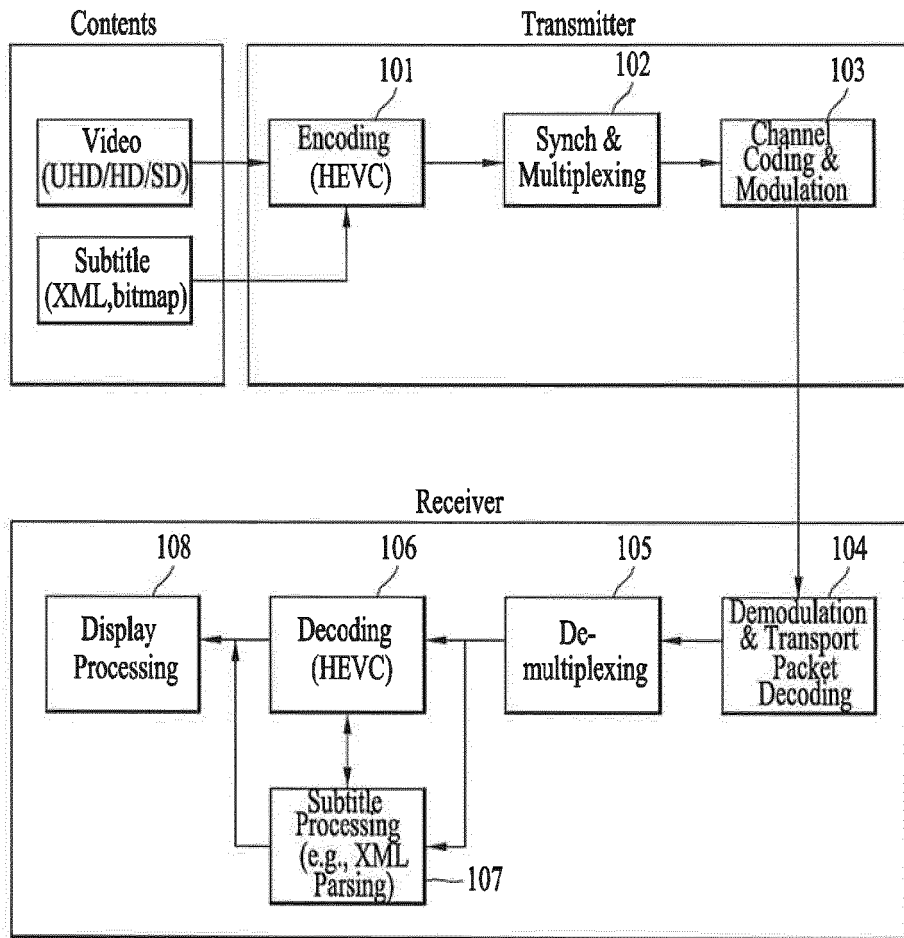 Contents
Transmitter
101
102
103
Video
(UHD/HD/SD)
Encoding
(HEVC)
Synch &
Multiplexing
Channel
Coding &
Modulation
Subtitle
(XML,bitmap)
Receiver
108
106
105
104
Display
Processing
Decoding
(HEVC)
De-
multiplexing
Demodulation
& Transport
Packet
Decoding
Subtitle
Processing
(e.g., XML
Parsing)
107